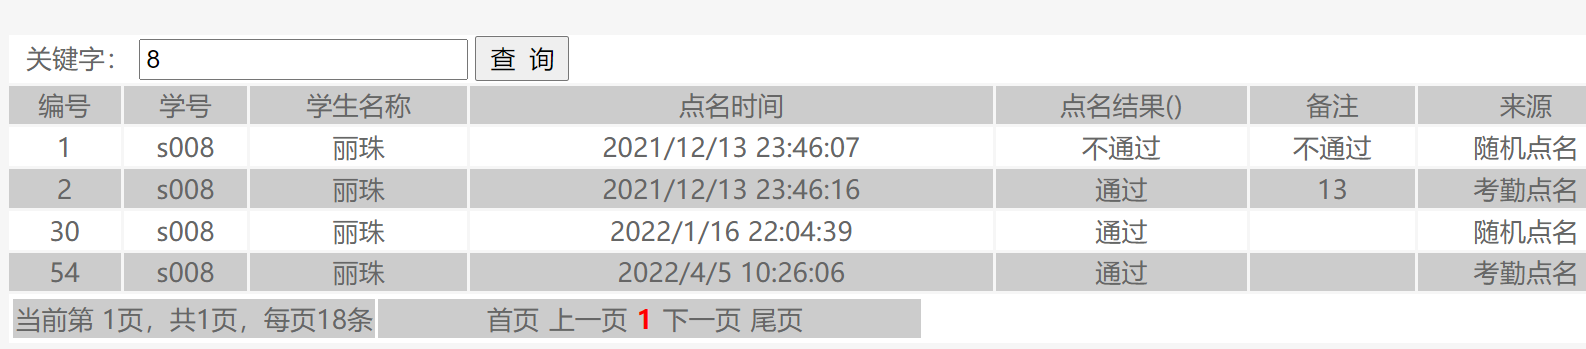 关键字： 8 查 询
编号 学号 学生名称 点名时间 点名结果() 备注 来源
1 s008 丽珠 2021/12/13 23:46:07 不通过 不通过 随机点名
2 s008 丽珠 2021/12/13 23:46:16 通过 13 考勤点名
30 s008 丽珠 2022/1/16 22:04:39 通过 随机点名
54 s008 丽珠 2022/4/5 10:26:06 通过 考勤点名
当前第 1页，共1页，每页18条 首页 上一页 1 下一页 尾页